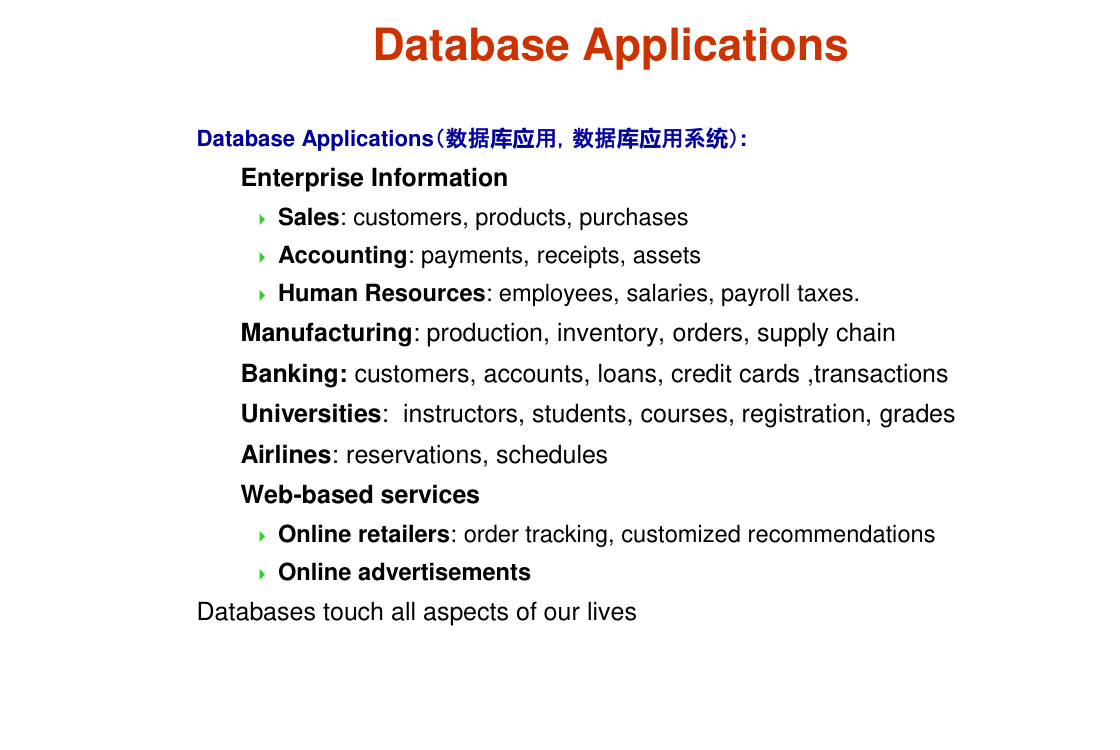 Database Applications
Database Applications（数据库应用，数据库应用系统）:
Enterprise Information
Sales: customers, products, purchases
Accounting: payments, receipts, assets
Human Resources: employees, salaries, payroll taxes.
Manufacturing: production, inventory, orders, supply chain
Banking: customers, accounts, loans, credit cards ,transactions
Universities:  instructors, students, courses, registration, grades
Airlines: reservations, schedules
Web-based services
Online retailers: order tracking, customized recommendations
Online advertisements
Databases touch all aspects of our lives